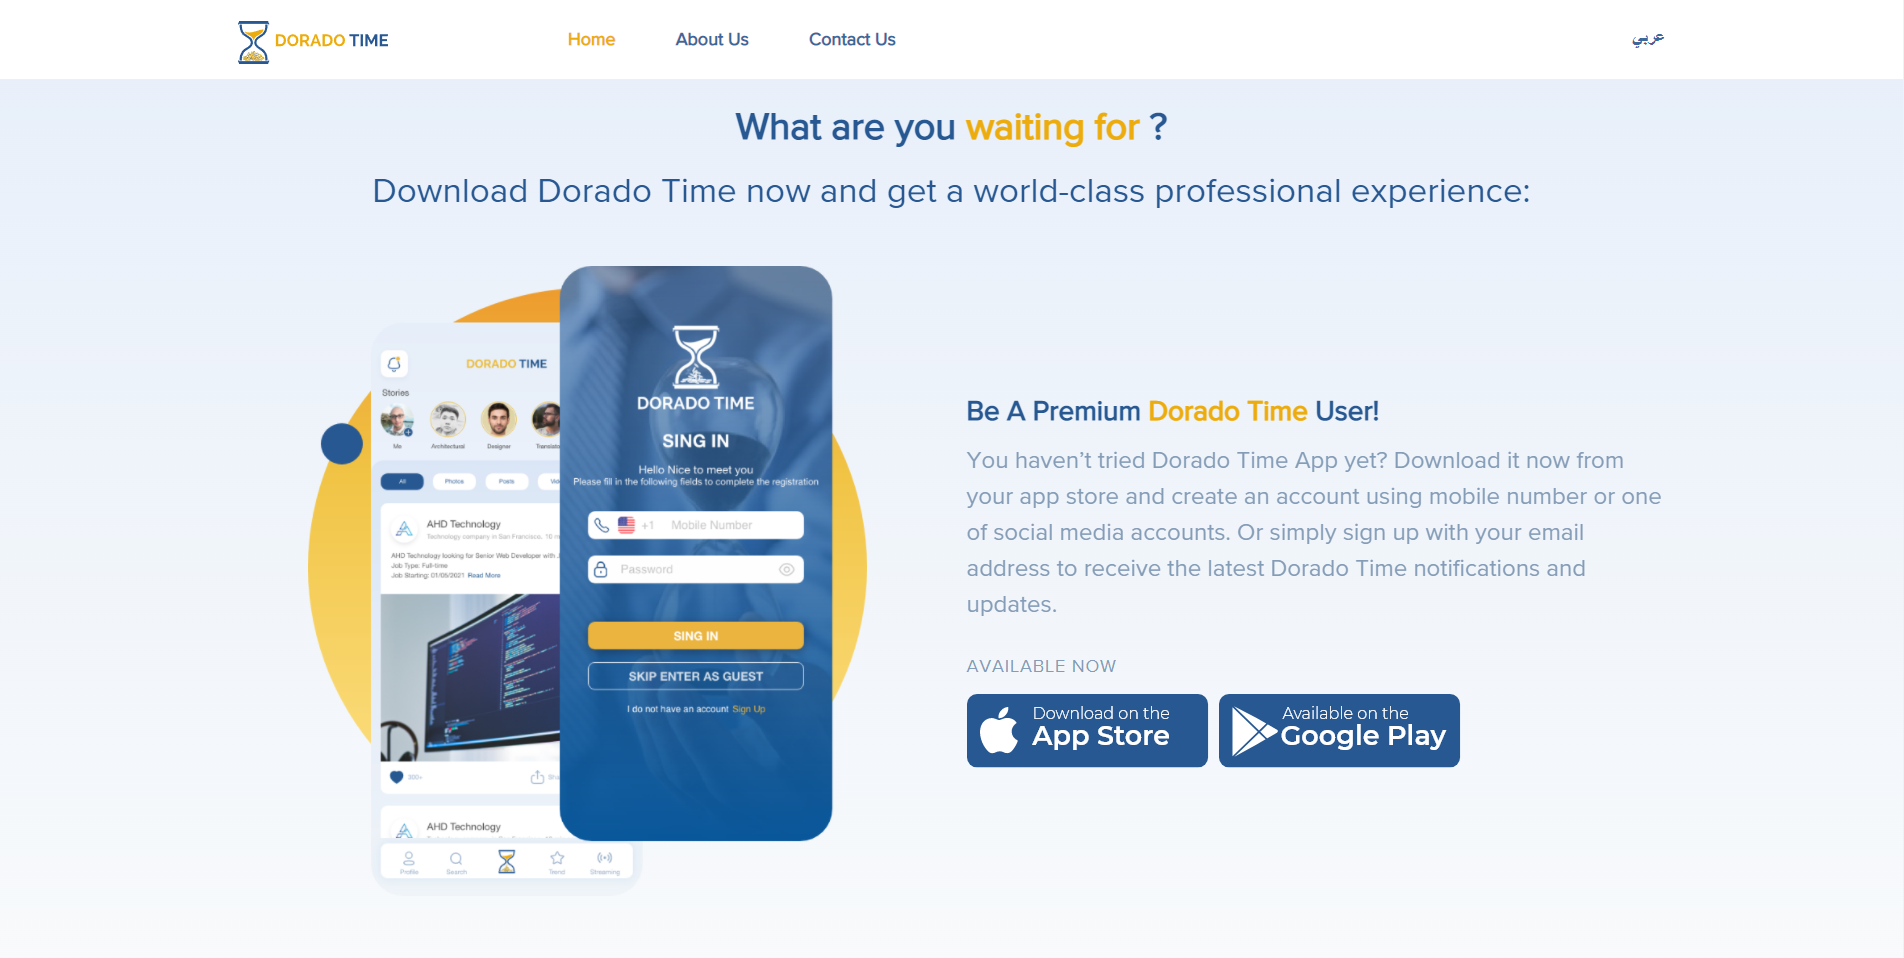 DORADO TIME
Home
About Us
Contact Us
عربي
What are you waiting for ?
Download Dorado Time now and get a world-class professional experience:
DORADO TIME
Stories
Me
Architectural
Designer
All
Photos
Posts
AHD Technology
Technology company in San Francisco.
AHD Technology looking for Senior Web Developer with
Job Type: Full-time
Job Starting: 01/05/2021 Read More
300+
AHD Technology
Profile
Search
Trend
Streaming
DORADO TIME
SING IN
Hello Nice to meet you
Please fill in the following fields to complete the registration
+1 Mobile Number
Password
SING IN
SKIP ENTER AS GUEST
I do not have an account Sign Up
Be A Premium Dorado Time User!
You haven’t tried Dorado Time App yet? Download it now from
your app store and create an account using mobile number or one
of social media accounts. Or simply sign up with your email
address to receive the latest Dorado Time notifications and
updates.
AVAILABLE NOW
Download on the
App Store
Available on the
Google Play